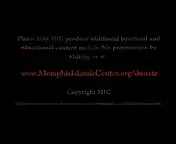 Please help MIC produce additional beneficial and
educational content such as this presentation by
visiting us at
www.MemphisIslamicCenter.org/donate
Copyright MIC